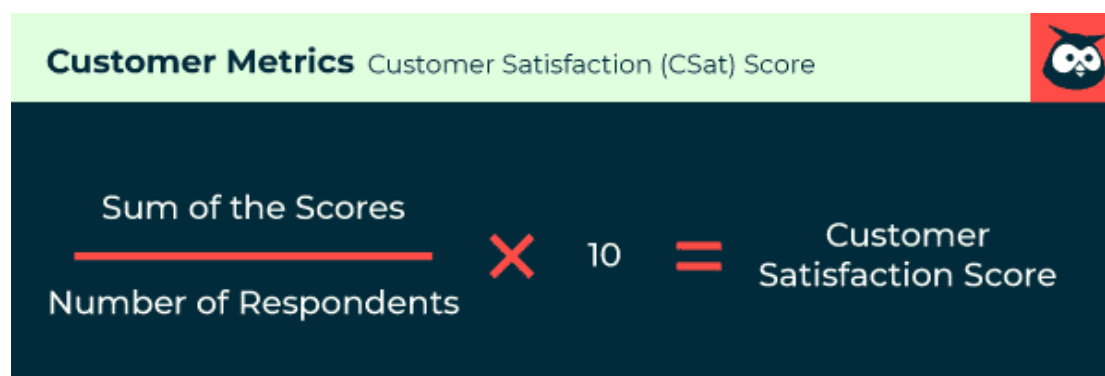 Customer Metrics Customer Satisfaction (CSat) Score
Sum of the Scores
Number of Respondents
× 10 =
Customer
Satisfaction Score